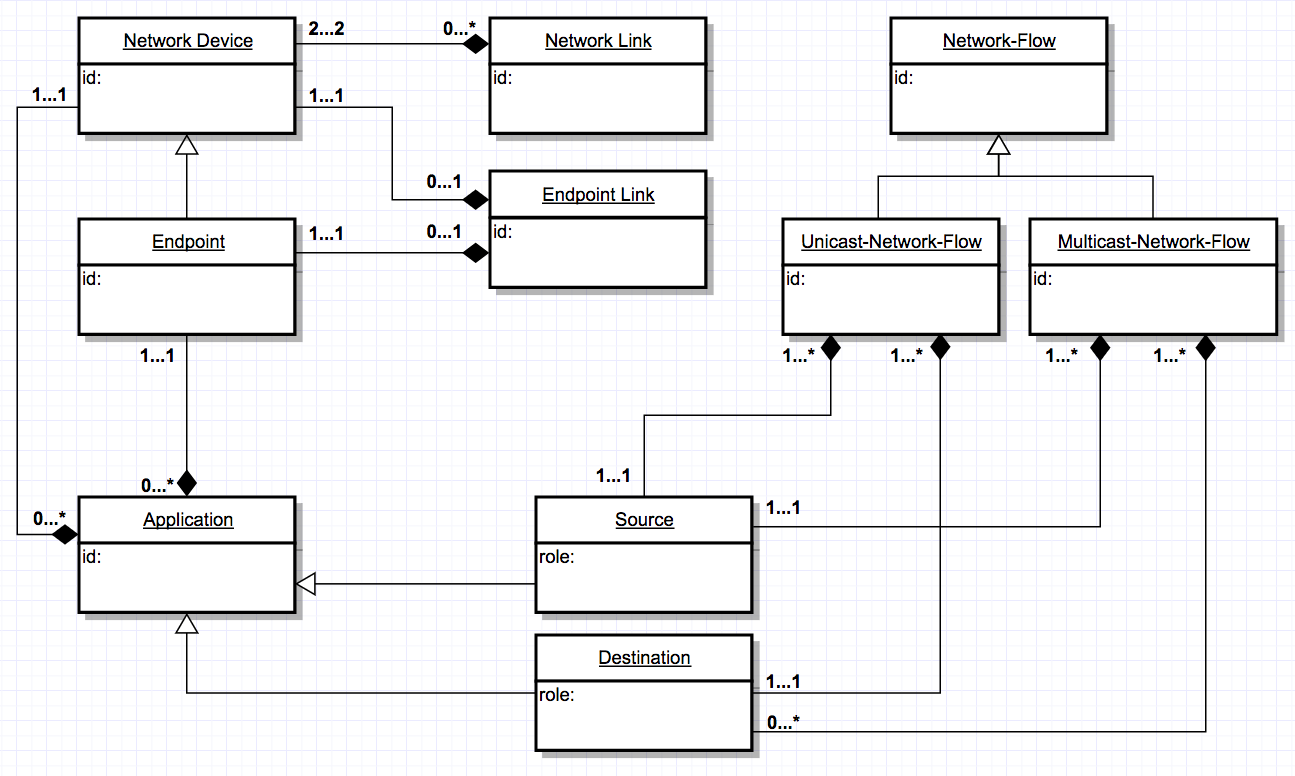 Network Device
id:
2...2
0...*
Network Link
id:
Network-Flow
id:
1...1
1...1
0...1
Endpoint Link
id:
Endpoint
id:
1...1
0...1
Unicast-Network-Flow
id:
Multicast-Network-Flow
id:
1...1
1...*
1...*
1...*
1...*
0...*
0...*
Application
id:
1...1
Source
role:
1...1
Destination
role:
1...1
0...*